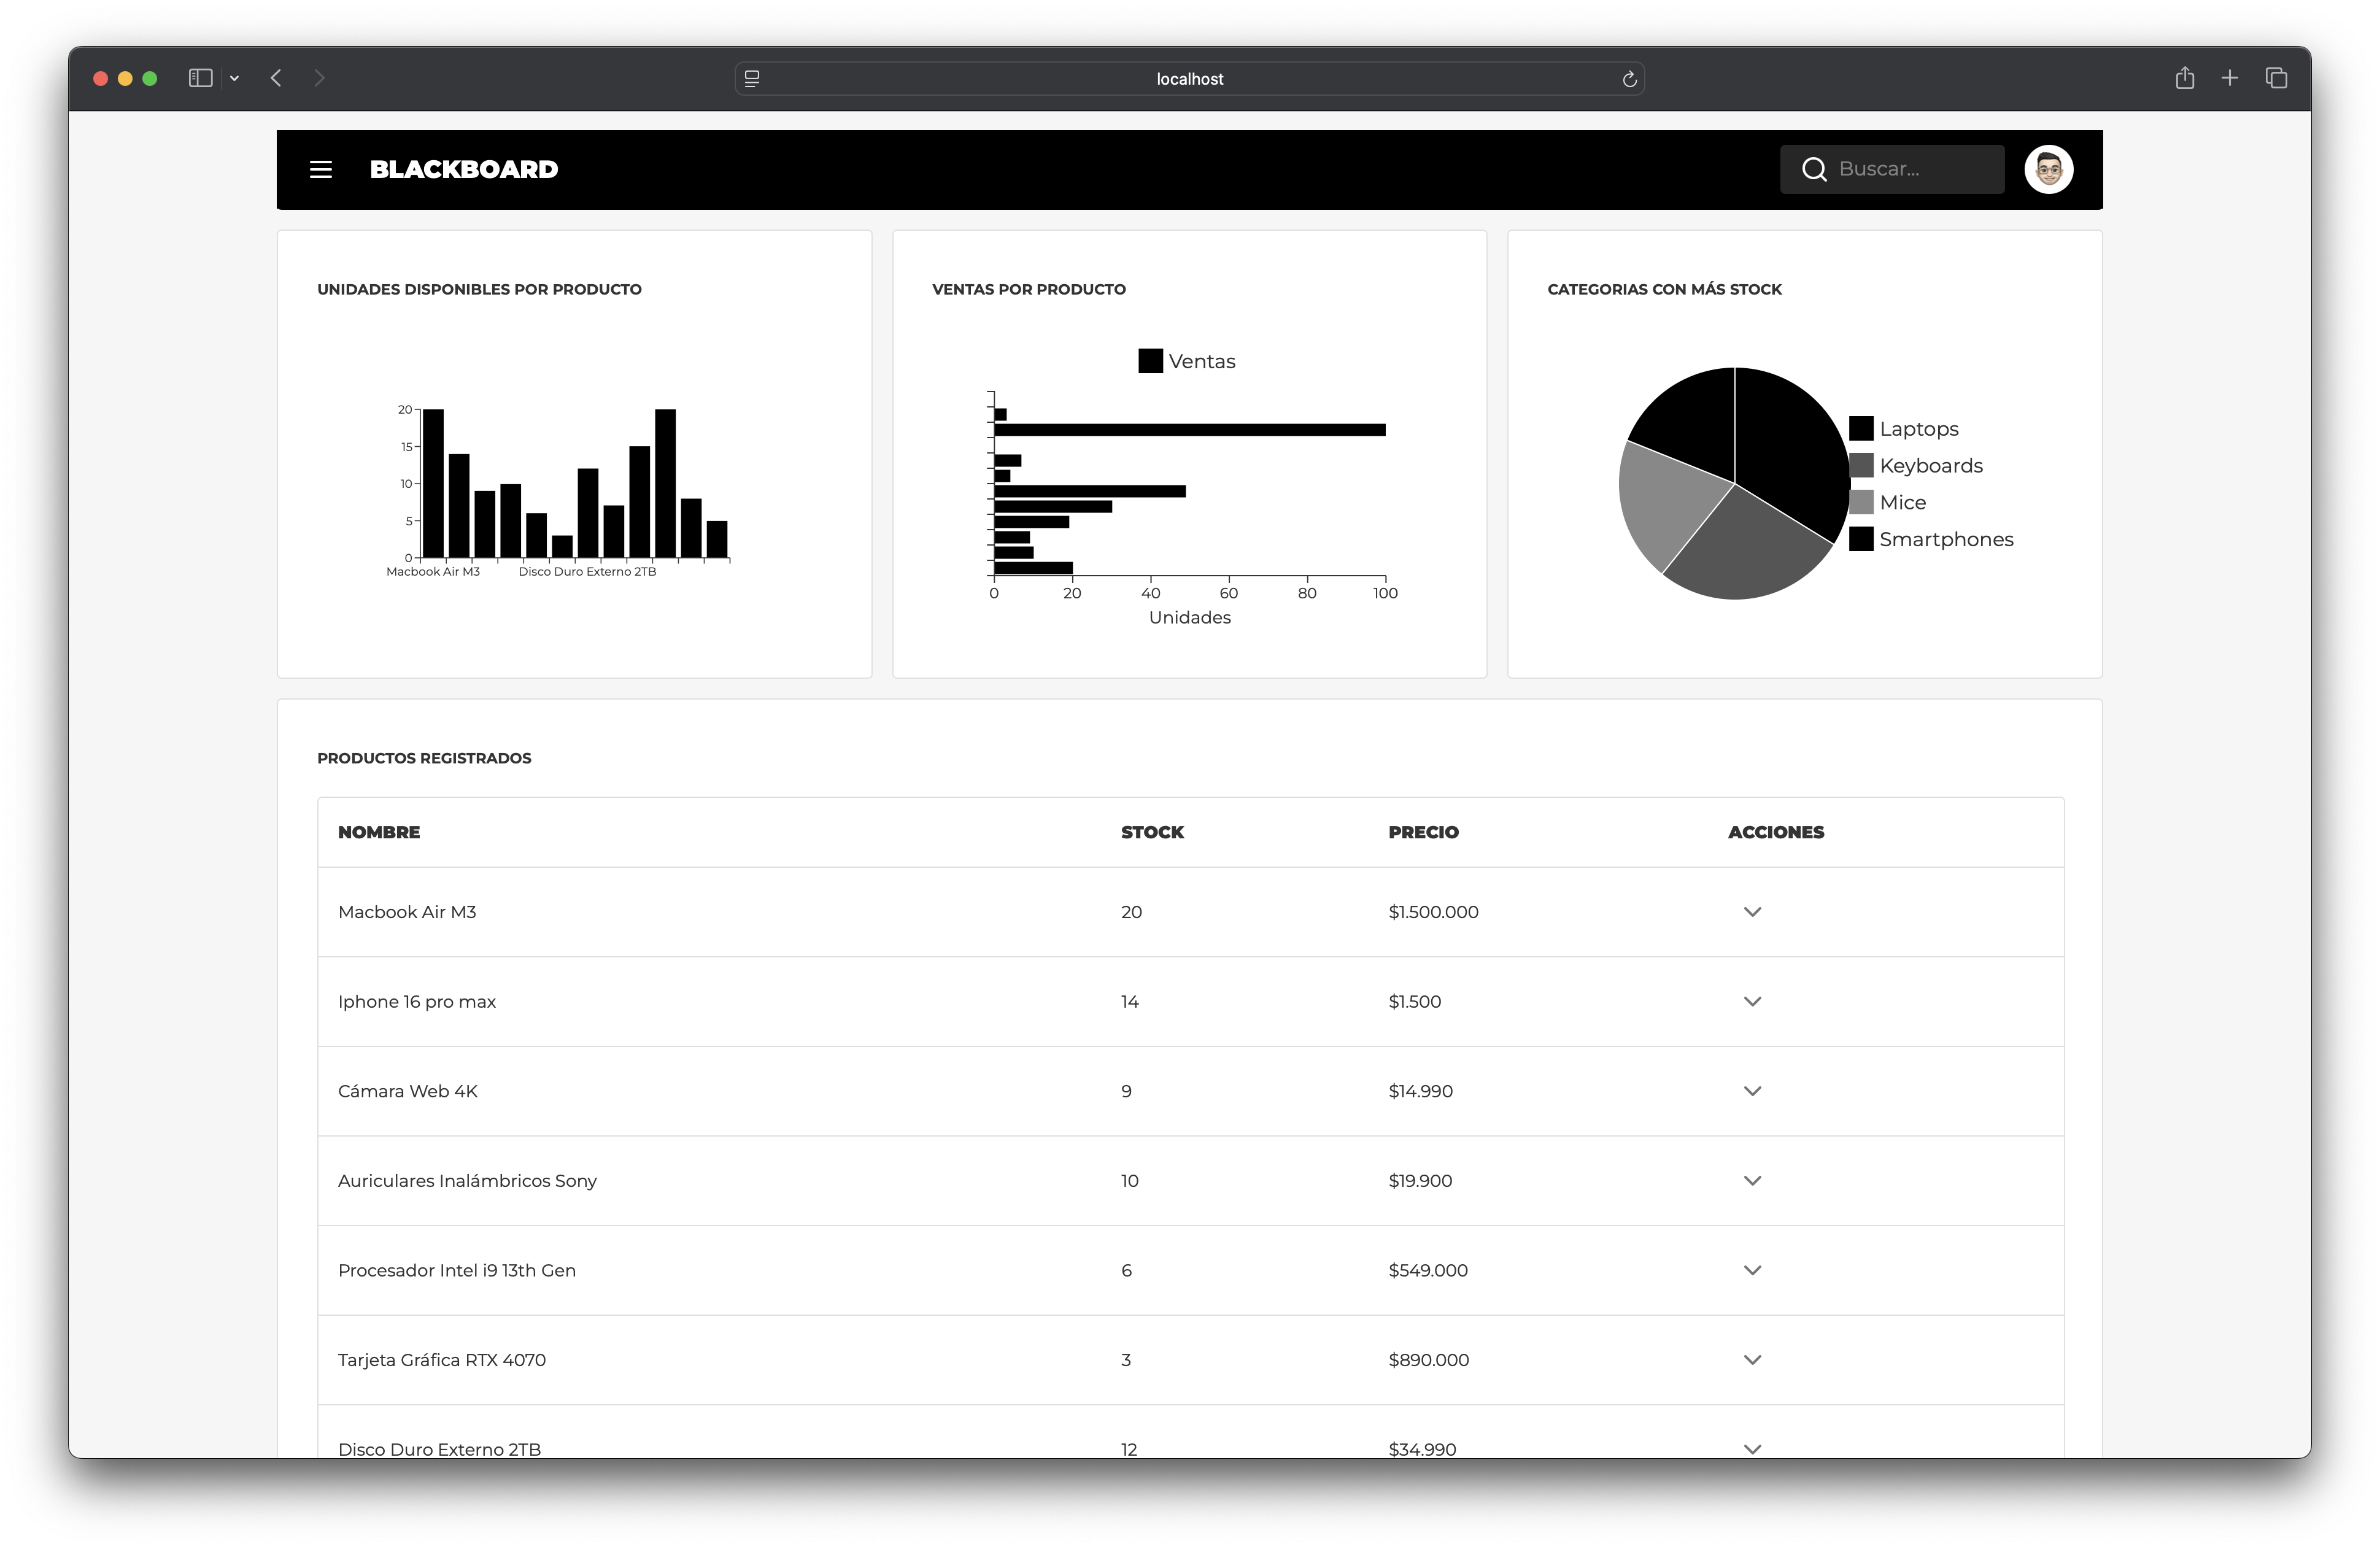 localhost
BLACKBOARD
Buscar...
UNIDADES DISPONIBLES POR PRODUCTO
20
15
10
5
0
Macbook Air M3 Disco Duro Externo 2TB
VENTAS POR PRODUCTO
Ventas
0 20 40 60 80 100
Unidades
CATEGORIAS CON MÁS STOCK
Laptops
Keyboards
Mice
Smartphones
PRODUCTOS REGISTRADOS
NOMBRE STOCK PRECIO ACCIONES
Macbook Air M3 20 $1.500.000
Iphone 16 pro max 14 $1.500
Cámara Web 4K 9 $14.990
Auriculares Inalámbricos Sony 10 $19.900
Procesador Intel i9 13th Gen 6 $549.000
Tarjeta Gráfica RTX 4070 3 $890.000
Disco Duro Externo 2TB 12 $34.990